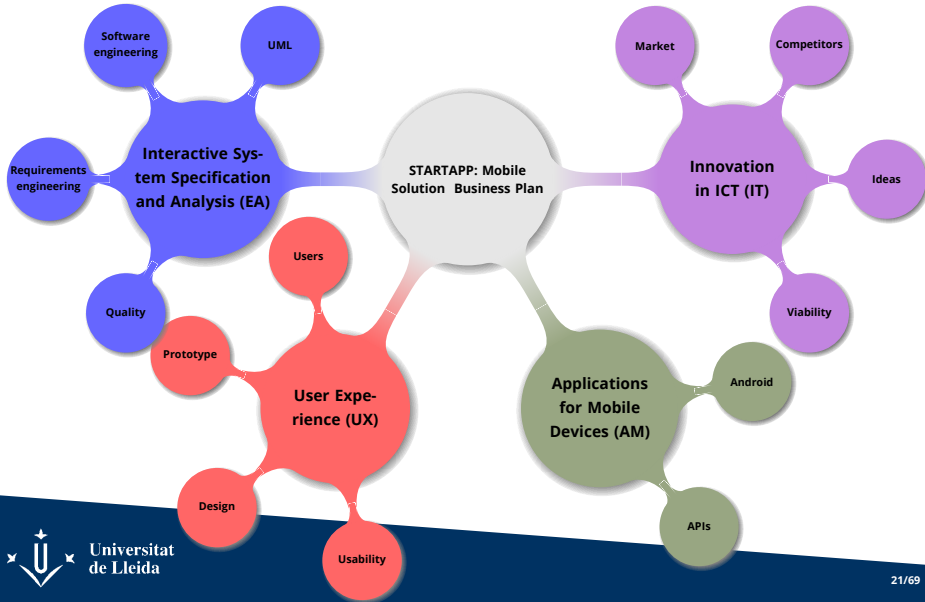 Software
engineering
UML
Requirements
engineering
Interactive Sys-
tem Specification
and Analysis (EA)
Quality
STARTAPP: Mobile
Solution Business Plan
Market
Competitors
Innovation
in ICT (IT)
Ideas
Viability
Users
Prototype
User Expe-
rience (UX)
Design
Usability
Applications
for Mobile
Devices (AM)
Android
APIs
Universitat
de Lleida
21/69